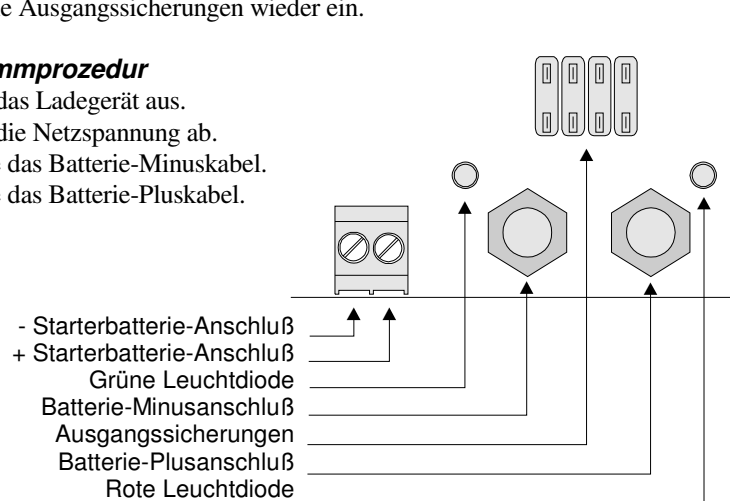 e Ausgangssicherungen wieder ein.
mmprozedur
das Ladegerät aus.
die Netzspannung ab.
das Batterie-Minuskabel.
das Batterie-Pluskabel.
- Starterbatterie-Anschluß
+ Starterbatterie-Anschluß
Grüne Leuchtdiode
Batterie-Minusanschluß
Ausgangssicherungen
Batterie-Plusanschluß
Rote Leuchtdiode